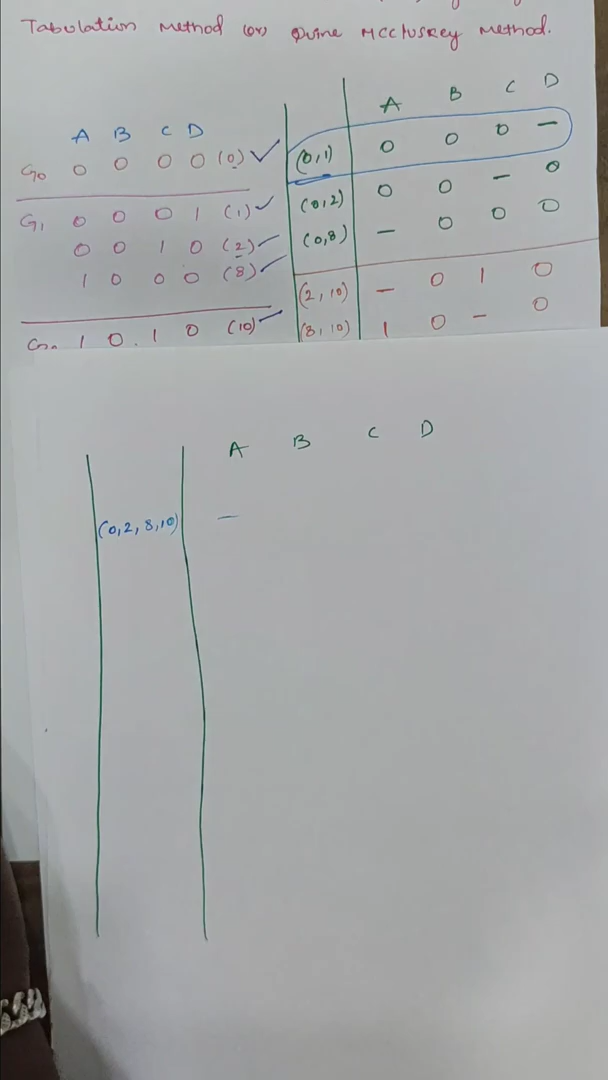 Tabulation Method (or) Quine McCluskey Method.
A B C D
G0 0 0 0 0 (0) ✓
G1 0 0 0 1 (1) ✓
0 0 1 0 (2)
1 0 0 0 (8)
1 0 1 0 (10)
A B C D
(0,1) 0 0 0 —
(0,2) 0 0 — 0
(0,8) — 0 0 0
(2,10) — 0 1 0
(8,10) 1 0 — 0
A B C D
(0,2,8,10) —